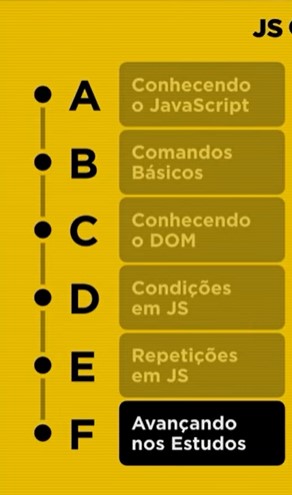 JS
A
Conhecendo
o JavaScript
B
Comandos
Básicos
C
Conhecendo
o DOM
D
Condições
em JS
E
Repetições
em JS
F
Avançando
nos Estudos